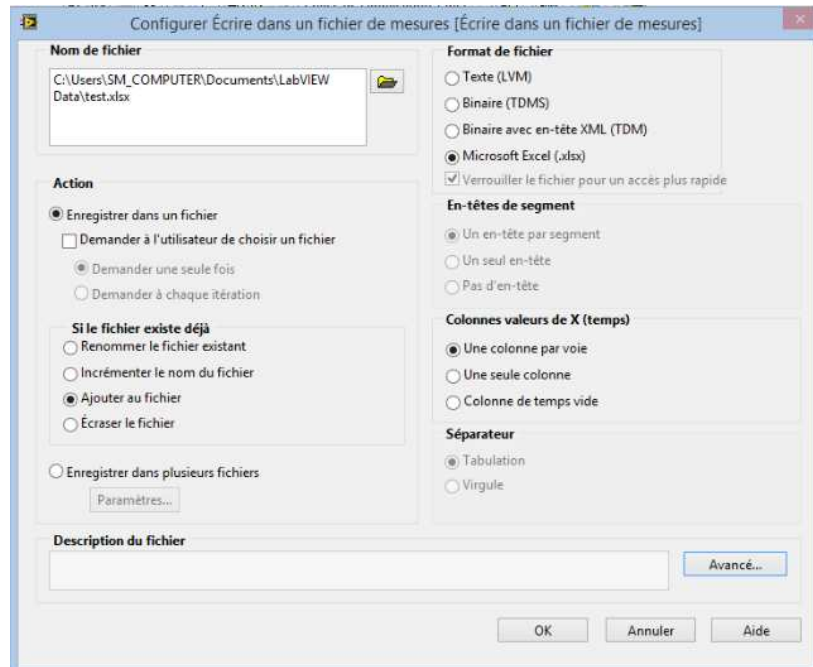 Configurer Écrire dans un fichier de mesures [Écrire dans un fichier de mesures]
Nom de fichier
C:\Users\SM_COMPUTER\Documents\LabVIEW
Data\test.xlsx
Action
Enregistrer dans un fichier
Demander à l'utilisateur de choisir un fichier
Demander une seule fois
Demander à chaque itération
Si le fichier existe déjà
Renommer le fichier existant
Incrémenter le nom du fichier
Ajouter au fichier
Écraser le fichier
Enregistrer dans plusieurs fichiers
Paramètres...
Format de fichier
Texte (LVM)
Binaire (TDMS)
Binaire avec en-tête XML (TDM)
Microsoft Excel (.xlsx)
Verrouiller le fichier pour un accès plus rapide
En-têtes de segment
Un en-tête par segment
Un seul en-tête
Pas d'en-tête
Colonnes valeurs de X (temps)
Une colonne par voie
Une seule colonne
Colonne de temps vide
Séparateur
Tabulation
Virgule
Description du fichier
Avancé...
OK
Annuler
Aide